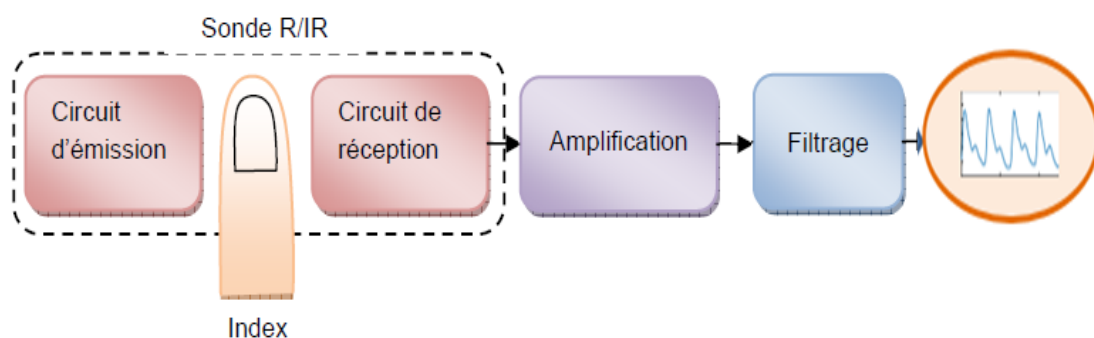 Sonde R/IR
Circuit
d'émission
Circuit de
réception
Amplification
Filtrage
Index